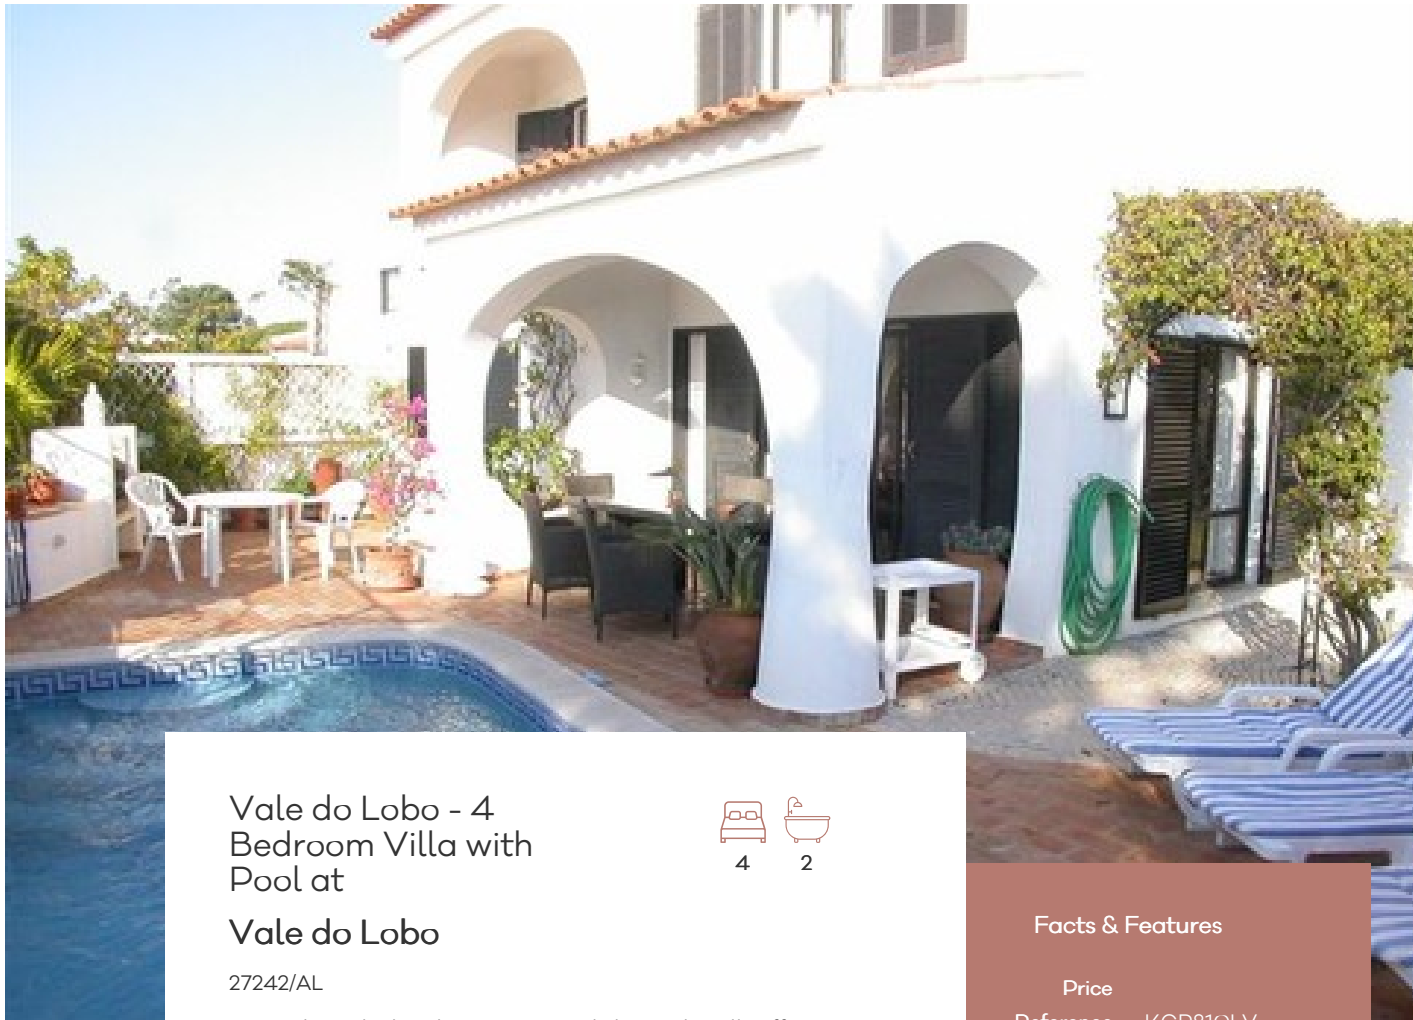 Vale do Lobo - 4
Bedroom Villa with
Pool at
4 2
Vale do Lobo
27242/AL
Facts & Features
Price
Reference